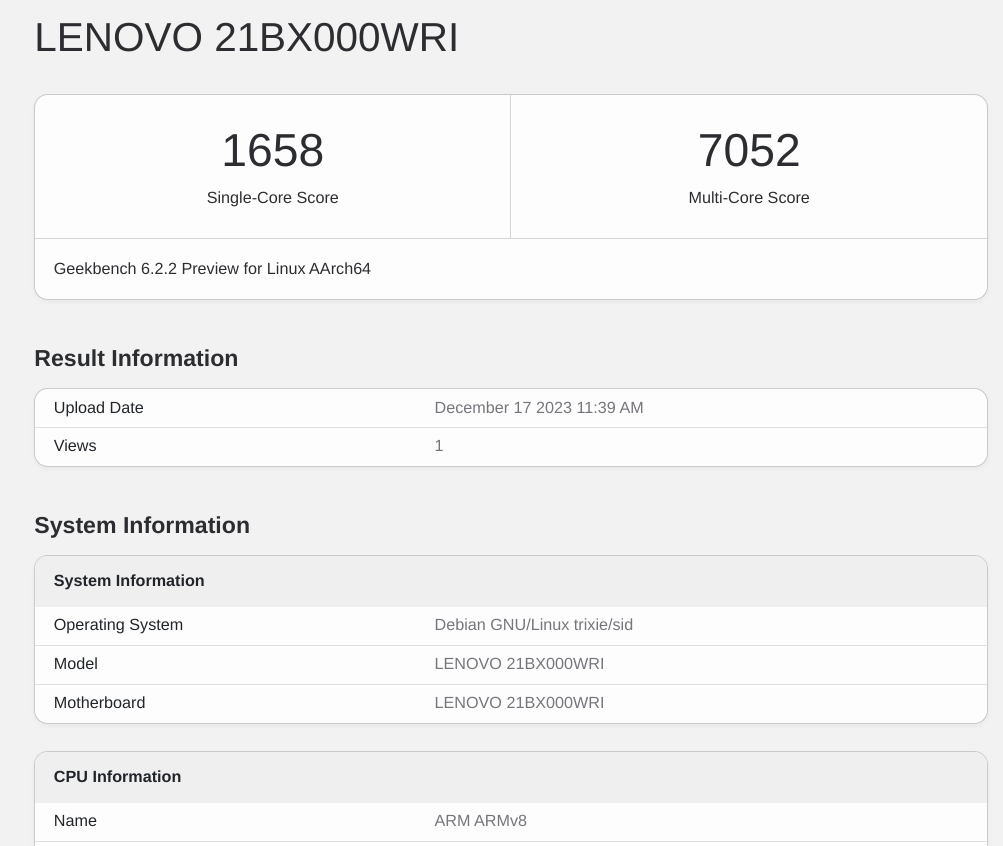 LENOVO 21BX000WRI
1658
Single-Core Score
7052
Multi-Core Score
Geekbench 6.2.2 Preview for Linux AArch64
Result Information
Upload Date December 17 2023 11:39 AM
Views 1
System Information
System Information
Operating System Debian GNU/Linux trixie/sid
Model LENOVO 21BX000WRI
Motherboard LENOVO 21BX000WRI
CPU Information
Name ARM ARMv8